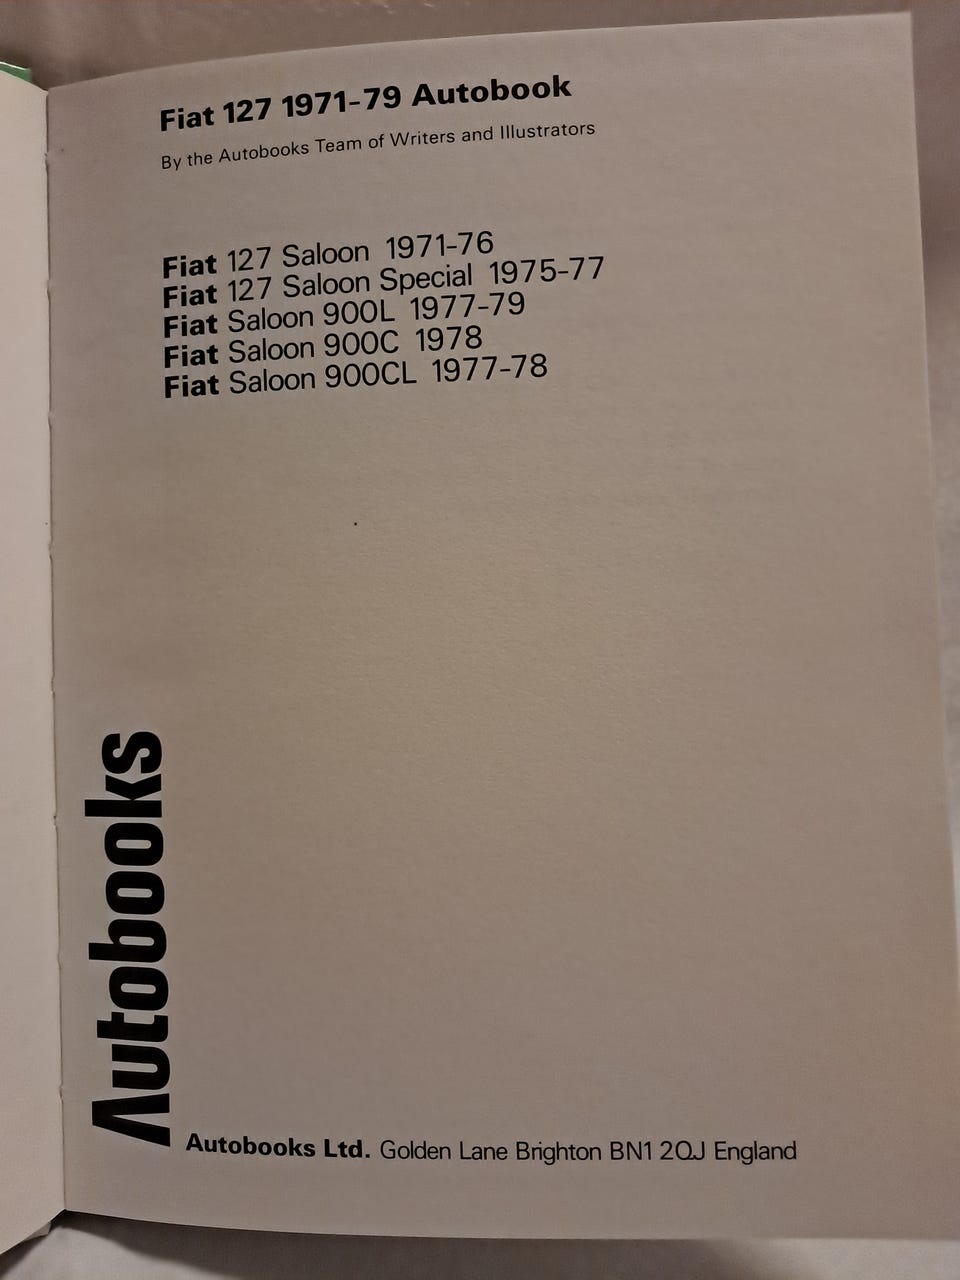 Fiat 127 1971-79 Autobook
By the Autobooks Team of Writers and Illustrators
Fiat 127 Saloon 1971-76
Fiat 127 Saloon Special 1975-77
Fiat Saloon 900L 1977-79
Fiat Saloon 900C 1978
Fiat Saloon 900CL 1977-78
Autobooks
Autobooks Ltd. Golden Lane Brighton BN1 2QJ England